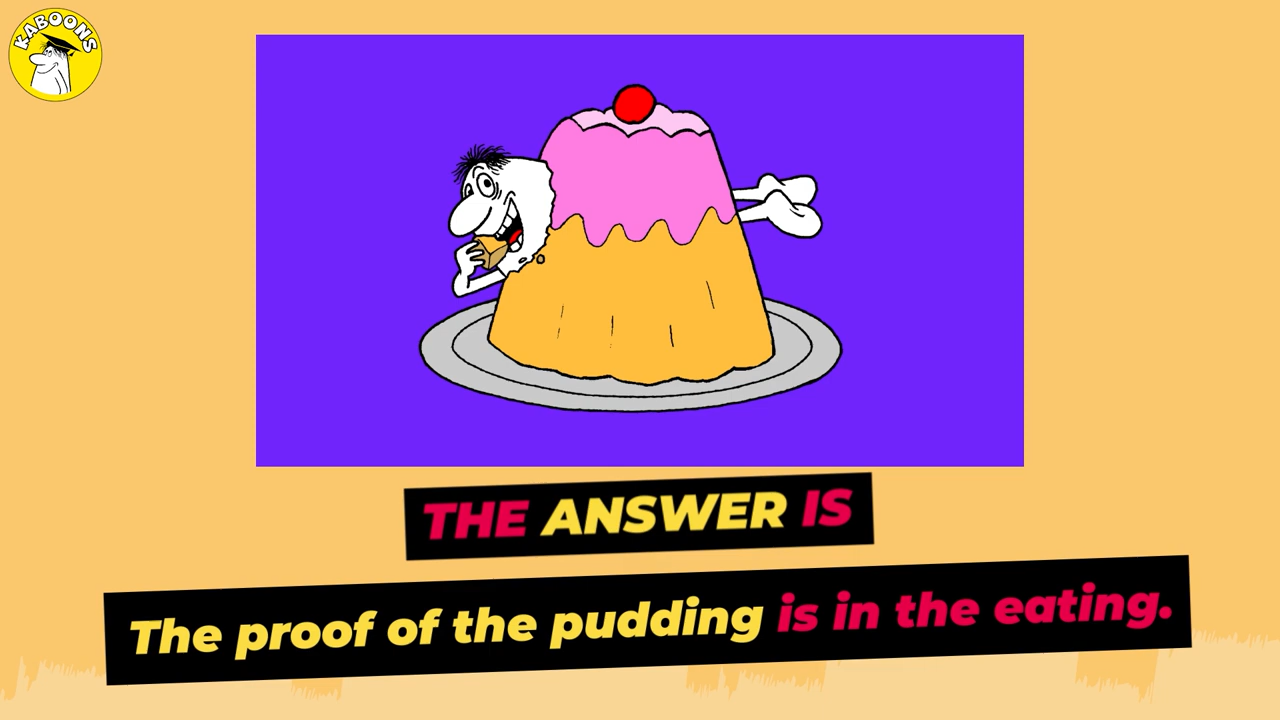 KABOONS
THE ANSWER IS
The proof of the pudding is in the eating.